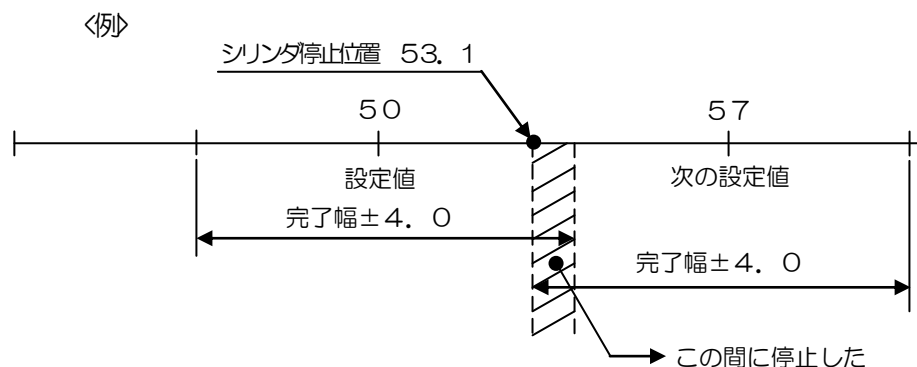 〈例〉
シリンダ停止位置 ５３．１
５０
５７
設定値
次の設定値
完了幅±４．０
完了幅±４．０
この間に停止した